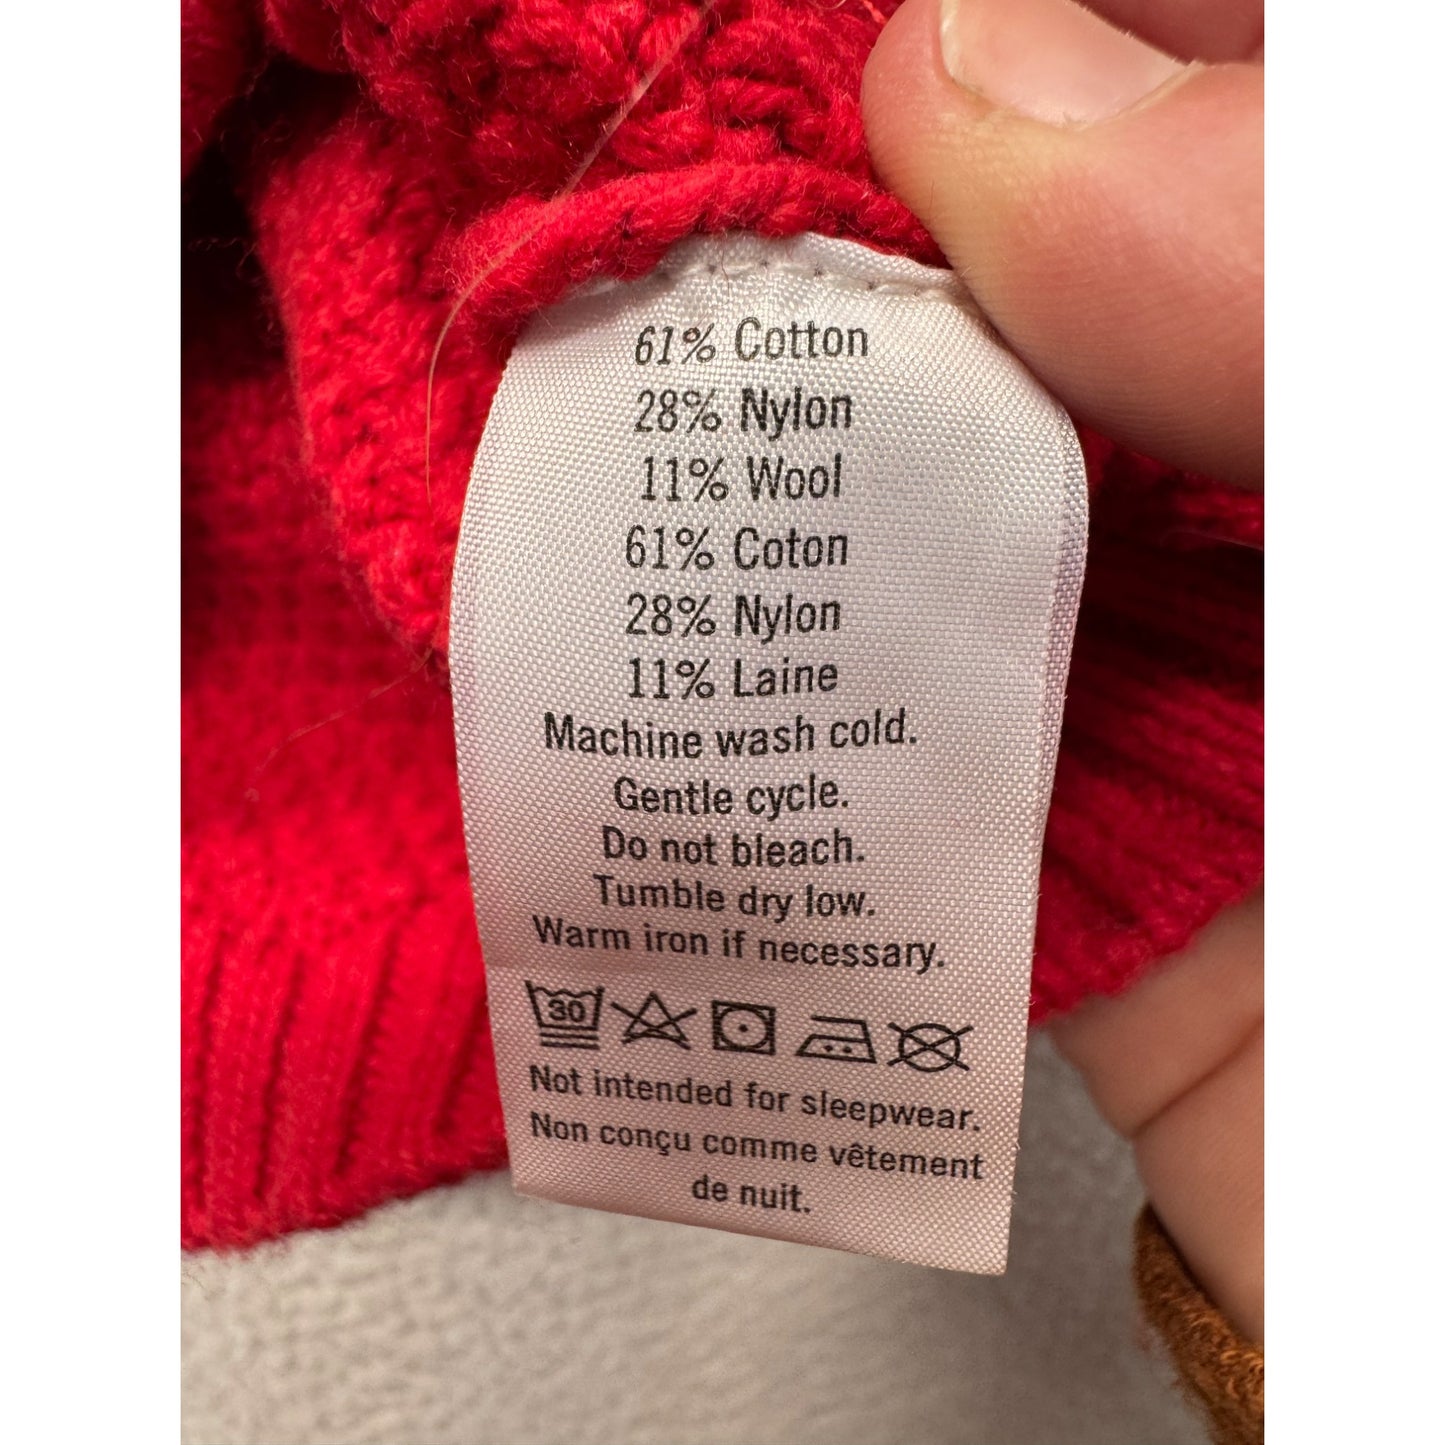 61% Cotton
28% Nylon
11% Wool
61% Coton
28% Nylon
11% Laine
Machine wash cold.
Gentle cycle.
Do not bleach.
Tumble dry low.
Warm iron if necessary.
30
Not intended for sleepwear.
Non conçu comme vêtement
de nuit.